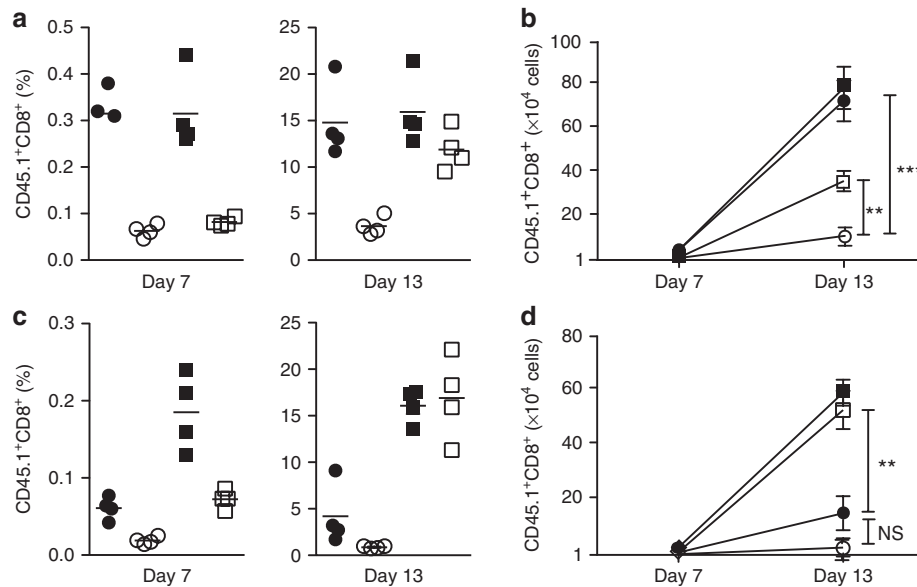 a
CD45.1⁺CD8⁺ (%)
0.5
0.4
0.3
0.2
0.1
0.0
Day 7
25
20
15
10
5
0
Day 13
b
CD45.1⁺CD8⁺ (×10⁴ cells)
100
80
60
40
20
1
Day 7
Day 13
**
***
c
CD45.1⁺CD8⁺ (%)
0.3
0.2
0.1
0.0
Day 7
25
20
15
10
5
0
Day 13
d
CD45.1⁺CD8⁺ (×10⁴ cells)
80
60
40
20
1
Day 7
Day 13
**
NS